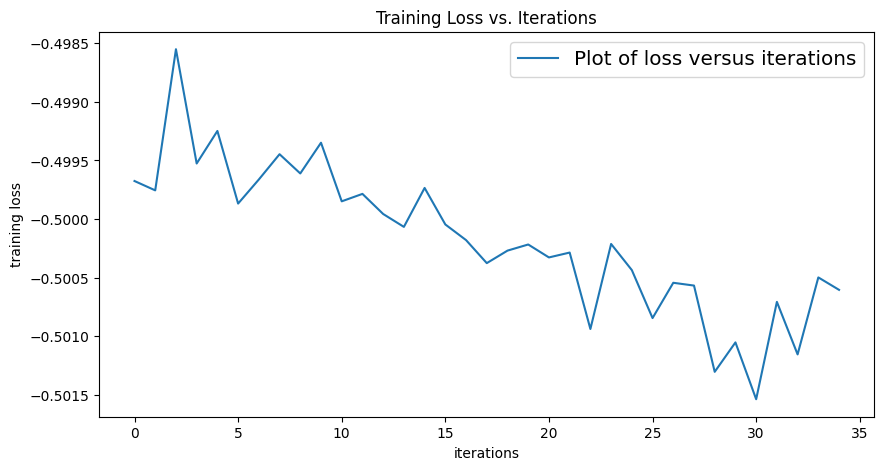 Training Loss vs. Iterations
Plot of loss versus iterations
training loss
−0.4985
−0.4990
−0.4995
−0.5000
−0.5005
−0.5010
−0.5015
0 5 10 15 20 25 30 35
iterations